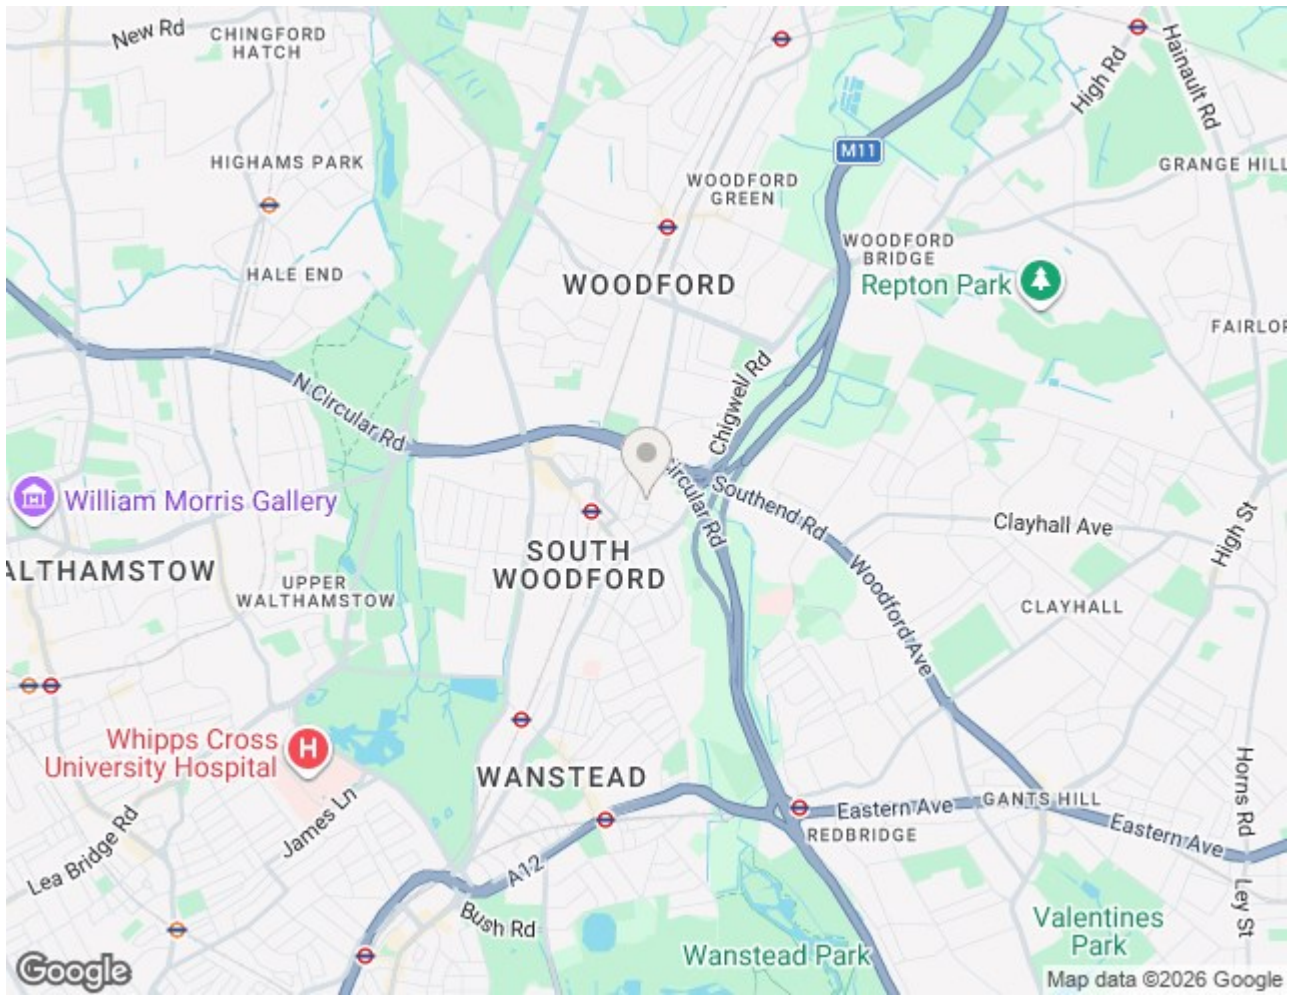 New Rd
CHINGFORD
HATCH
High Rd
Hainault Rd
M11
HIGHAMS PARK
GRANGE HILL
WOODFORD
GREEN
WOODFORD
BRIDGE
HALE END
WOODFORD
Repton Park
FAIRLOP
N Circular Rd
Chigwell Rd
William Morris Gallery
Circular Rd
Southend Rd
Clayhall Ave
High St
SOUTH
WOODFORD
ALTHAMSTOW
UPPER
WALTHAMSTOW
Woodford Ave
CLAYHALL
Whipps Cross
University Hospital
WANSTEAD
James Ln
Lea Bridge Rd
Eastern Ave
GANTS HILL
REDBRIDGE
Eastern Ave
Horns Rd
A12
Ley St
Bush Rd
Valentines
Park
Wanstead Park
Google
Map data ©2026 Google